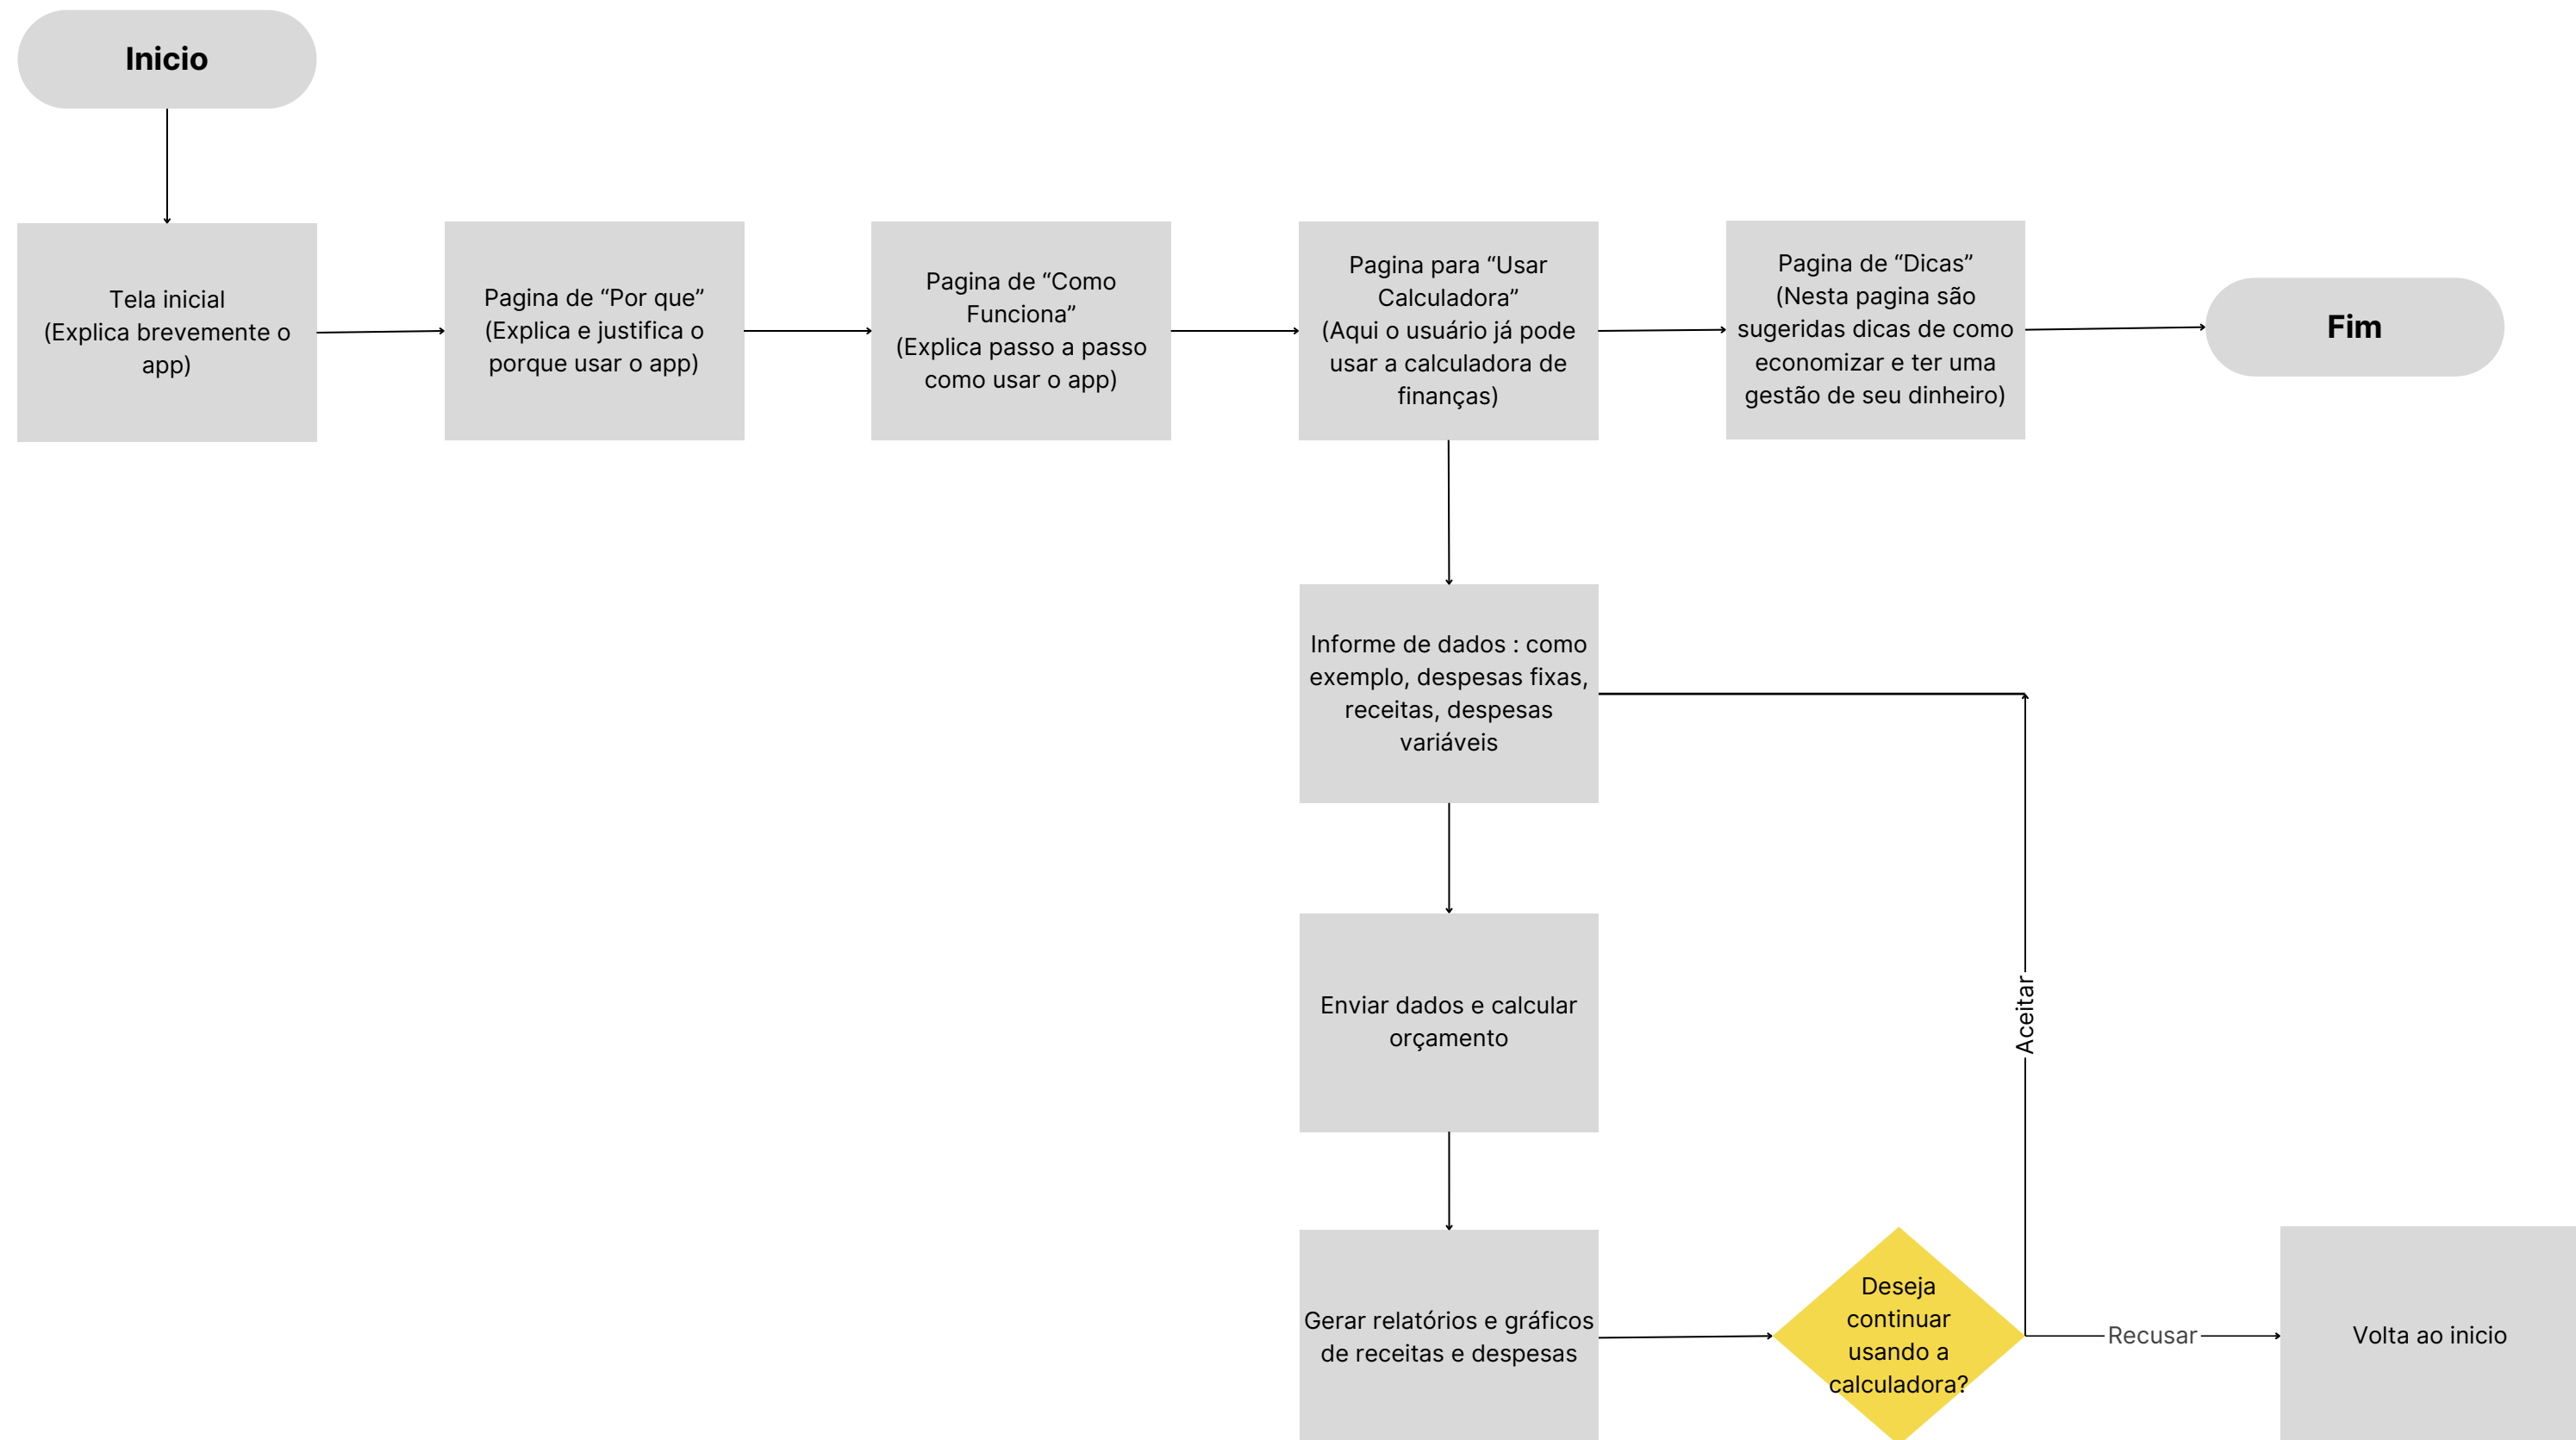 Inicio
Tela inicial
(Explica brevemente o
app)
Pagina de “Por que”
(Explica e justifica o
porque usar o app)
Pagina de “Como
Funciona”
(Explica passo a passo
como usar o app)
Pagina para “Usar
Calculadora”
(Aqui o usuário já pode
usar a calculadora de
finanças)
Pagina de “Dicas”
(Nesta pagina são
sugeridas dicas de como
economizar e ter uma
gestão de seu dinheiro)
Fim
Informe de dados : como
exemplo, despesas fixas,
receitas, despesas
variáveis
Enviar dados e calcular
orçamento
Aceitar
Gerar relatórios e gráficos
de receitas e despesas
Deseja
continuar
usando a
calculadora?
Recusar
Volta ao inicio